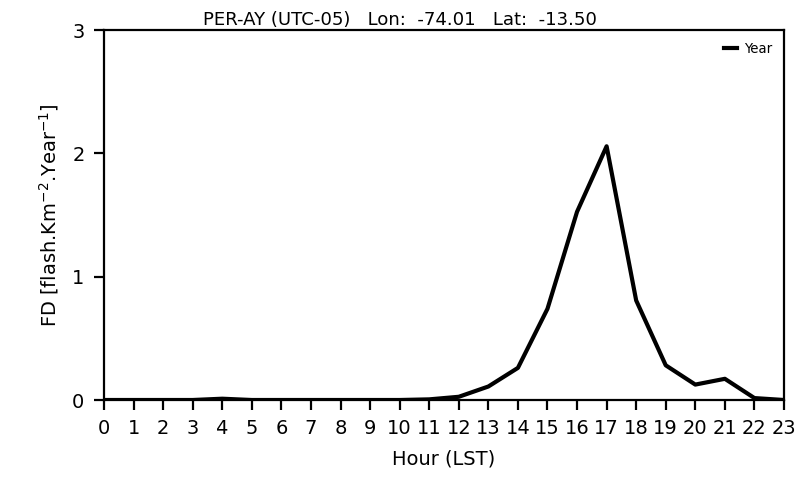 PER-AY (UTC-05)   Lon:  -74.01   Lat:  -13.50
Year
FD [flash.Km⁻².Year⁻¹]
3
2
1
0
0 1 2 3 4 5 6 7 8 9 10 11 12 13 14 15 16 17 18 19 20 21 22 23
Hour (LST)